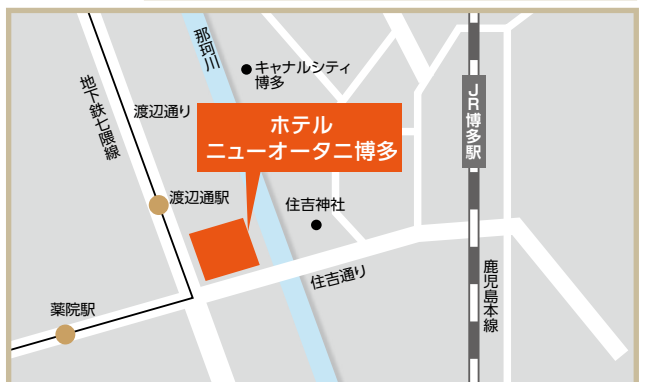 那珂川
キャナルシティ
博多
地下鉄七隈線
渡辺通り
ホテル
ニューオータニ博多
JR博多駅
渡辺通駅
住吉神社
住吉通り
鹿児島本線
薬院駅